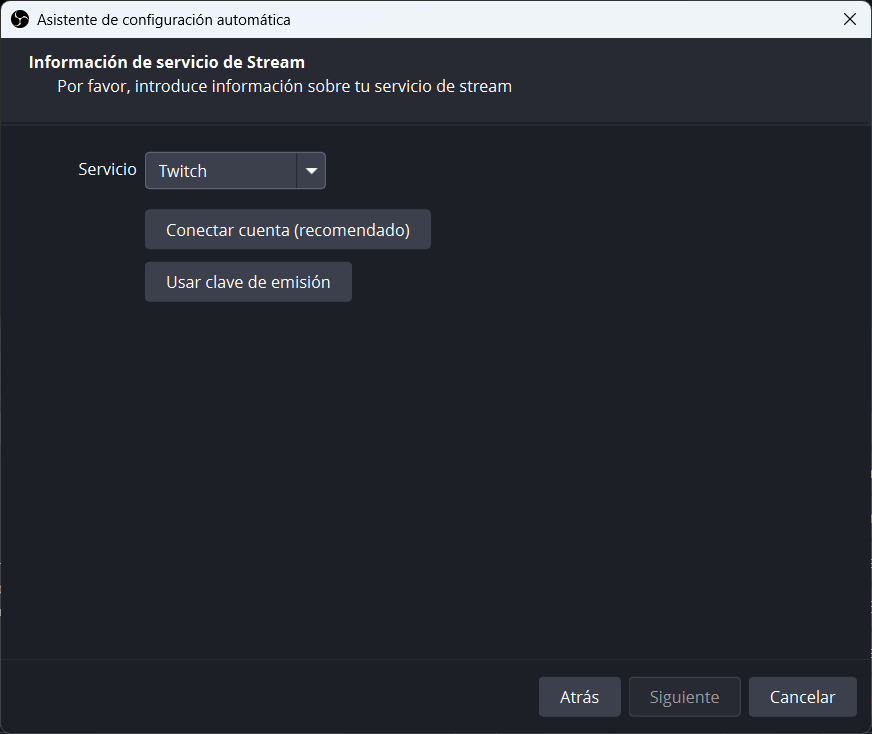 Asistente de configuración automática
Información de servicio de Stream
Por favor, introduce información sobre tu servicio de stream
Servicio Twitch
Conectar cuenta (recomendado)
Usar clave de emisión
Atrás Siguiente Cancelar